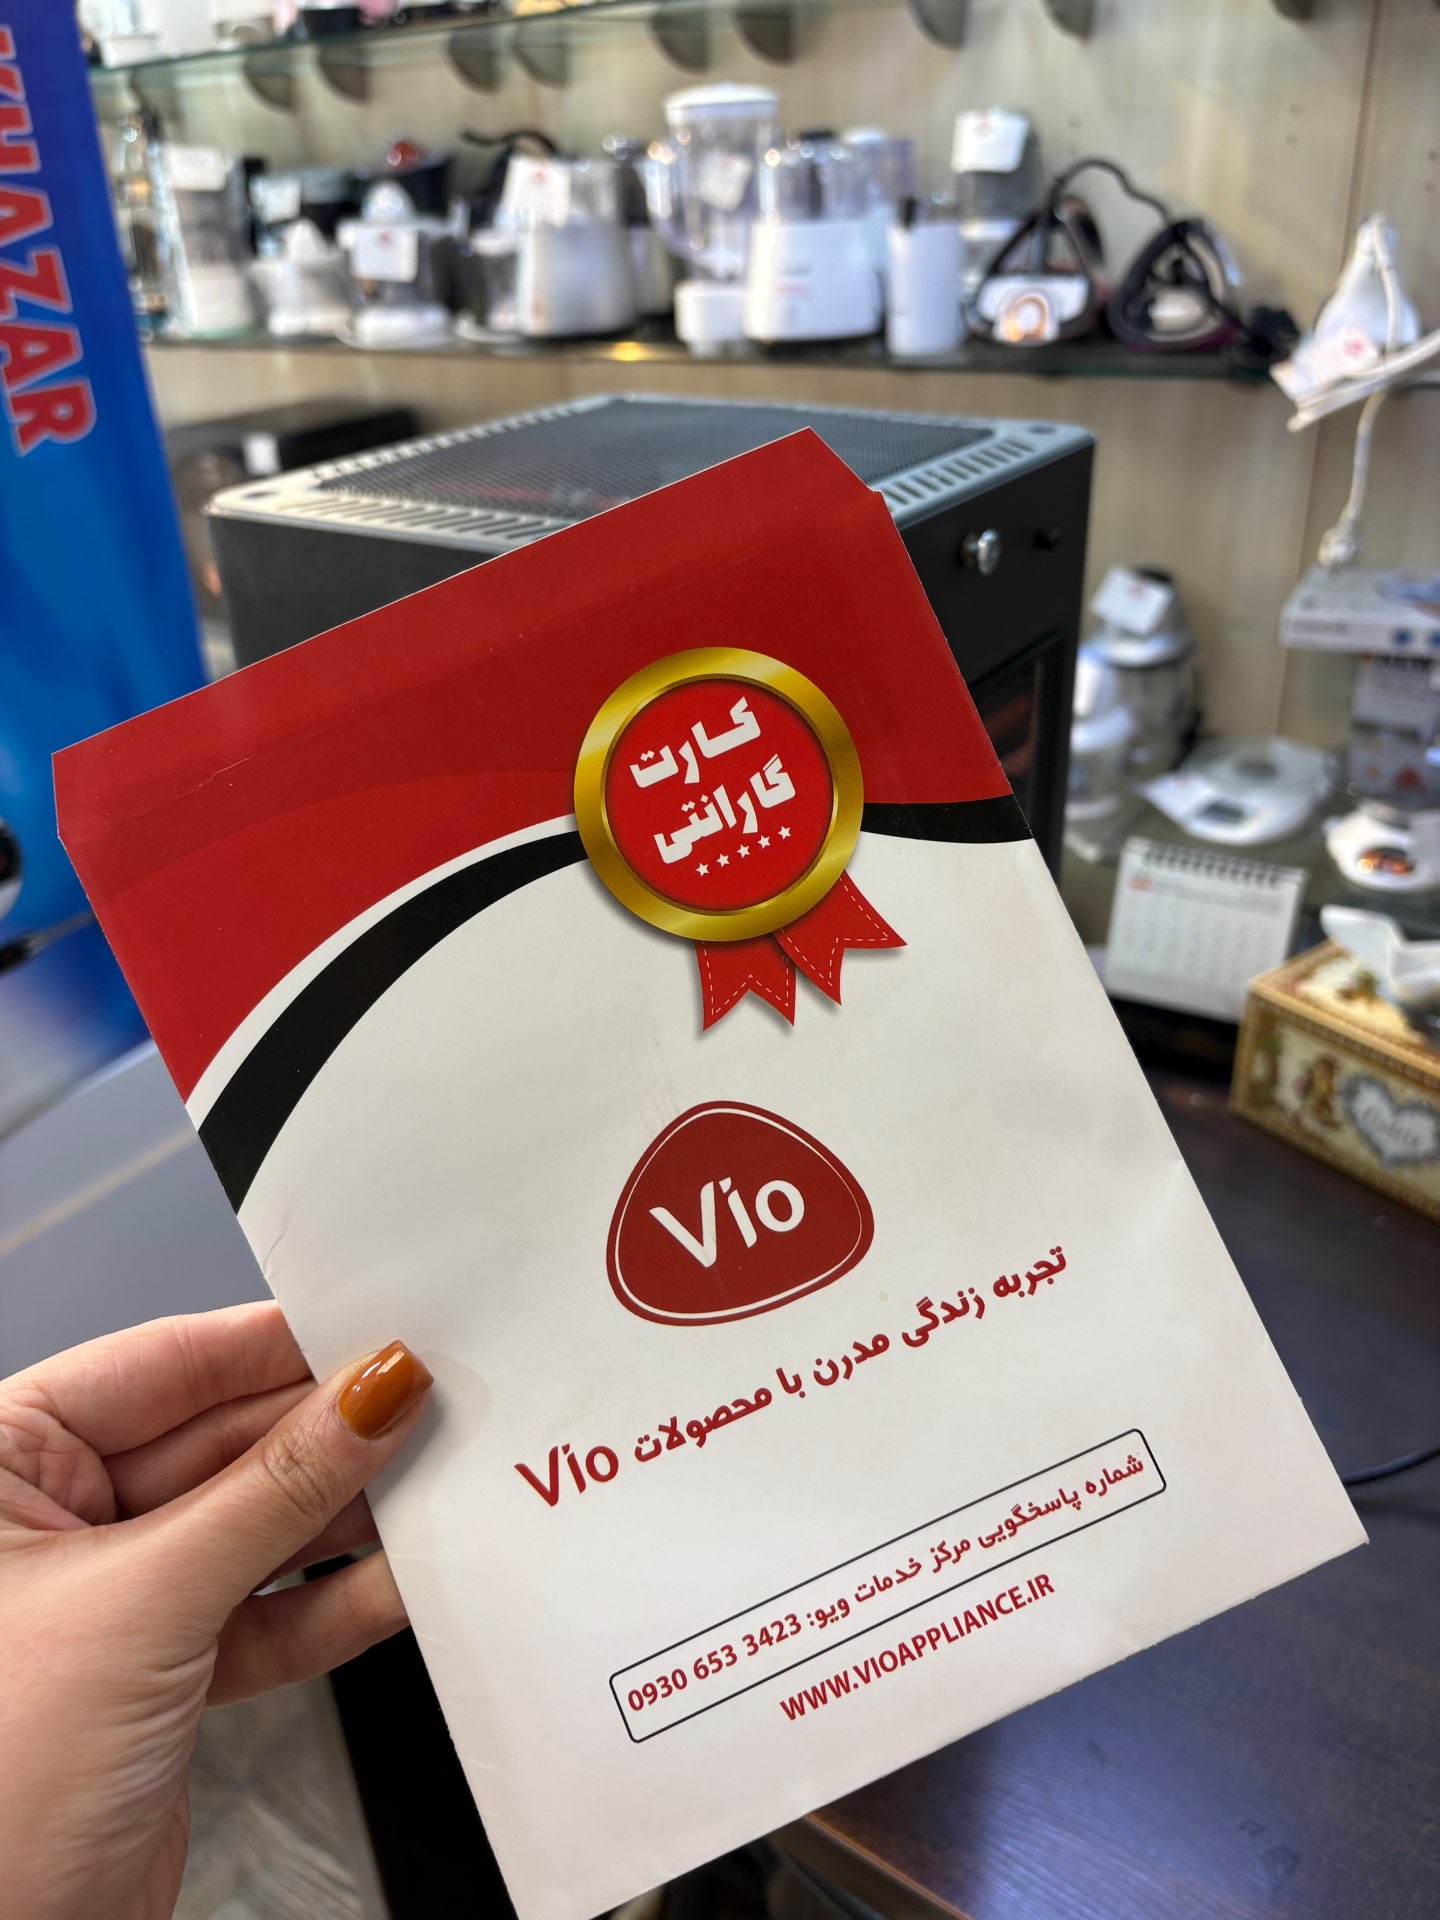 KHAZAR
کارت
گارانتی
Vio
تجربه زندگی مدرن با محصولات Vio
شماره پاسخگویی مرکز خدمات ویو: 0930 653 3423
WWW.VIOAPPLIANCE.IR